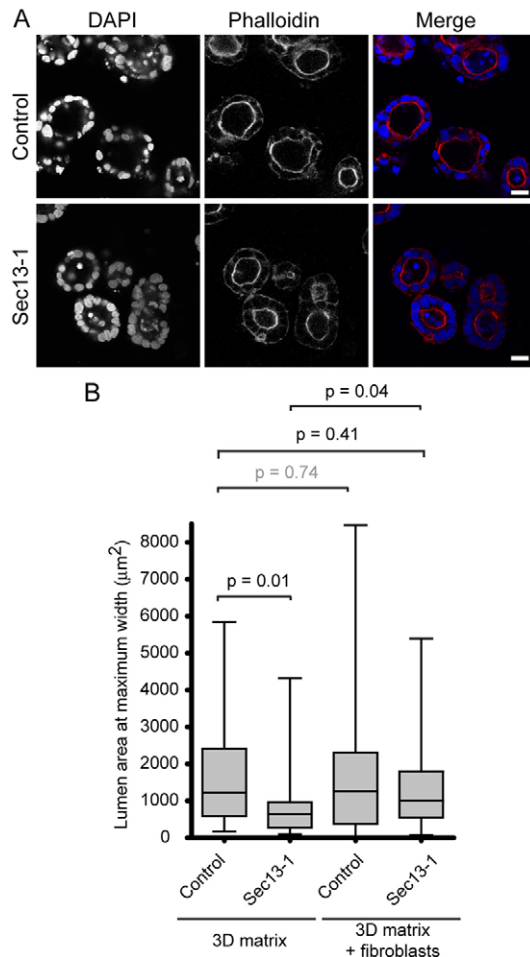 A
DAPI
Phalloidin
Merge
Control
Sec13-1
B
p = 0.04
p = 0.41
p = 0.74
p = 0.01
Lumen area at maximum width (μm²)
8000
7000
6000
5000
4000
3000
2000
1000
0
Control
Sec13-1
Control
Sec13-1
3D matrix
3D matrix
+ fibroblasts